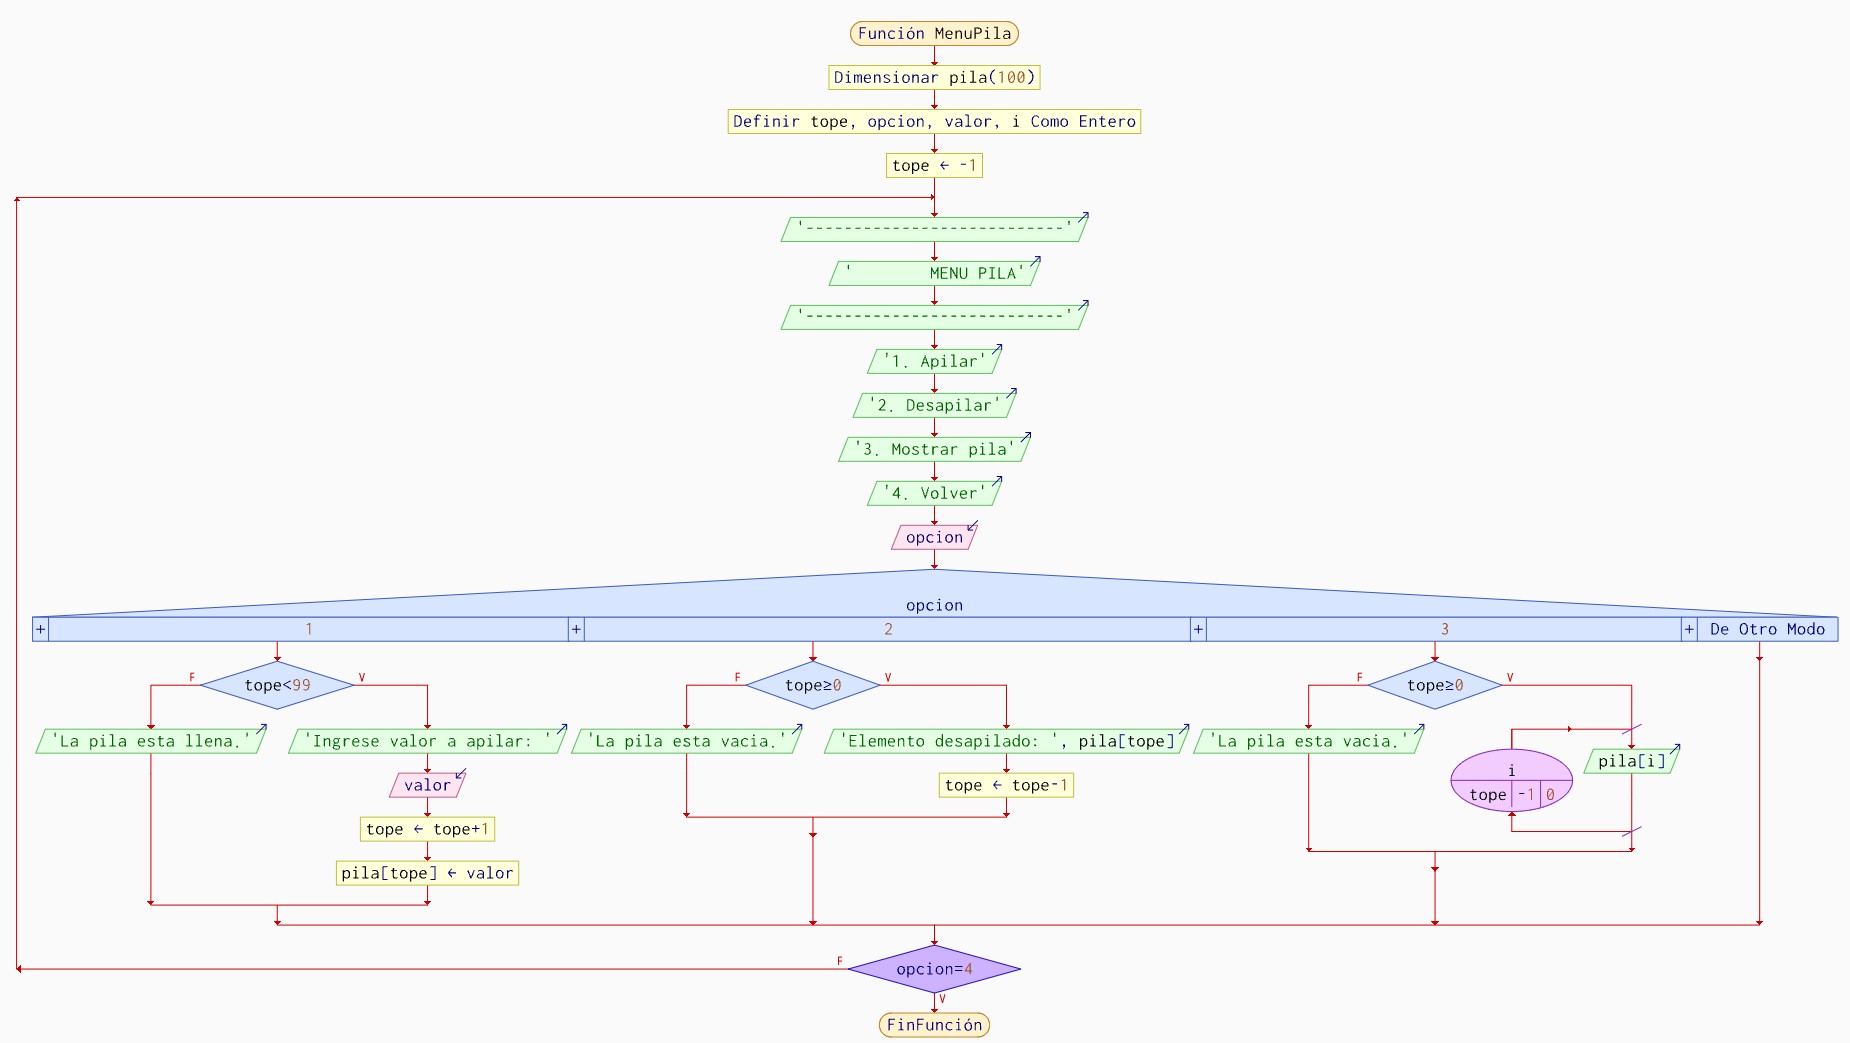 Función MenuPila
Dimensionar pila(100)
Definir tope, opcion, valor, i Como Entero
tope ← -1
'---------------------------'
'        MENU PILA'
'---------------------------'
'1. Apilar'
'2. Desapilar'
'3. Mostrar pila'
'4. Volver'
opcion
opcion
+ 1 + 2 + 3 + De Otro Modo
F tope<99 V F tope≥0 V F tope≥0 V
'La pila esta llena.' 'Ingrese valor a apilar: ' 'La pila esta vacia.' 'Elemento desapilado: ', pila[tope] 'La pila esta vacia.'
pila[i]
i
valor tope ← tope-1 tope -1 0
tope ← tope+1
pila[tope] ← valor
F opcion=4
V
FinFunción